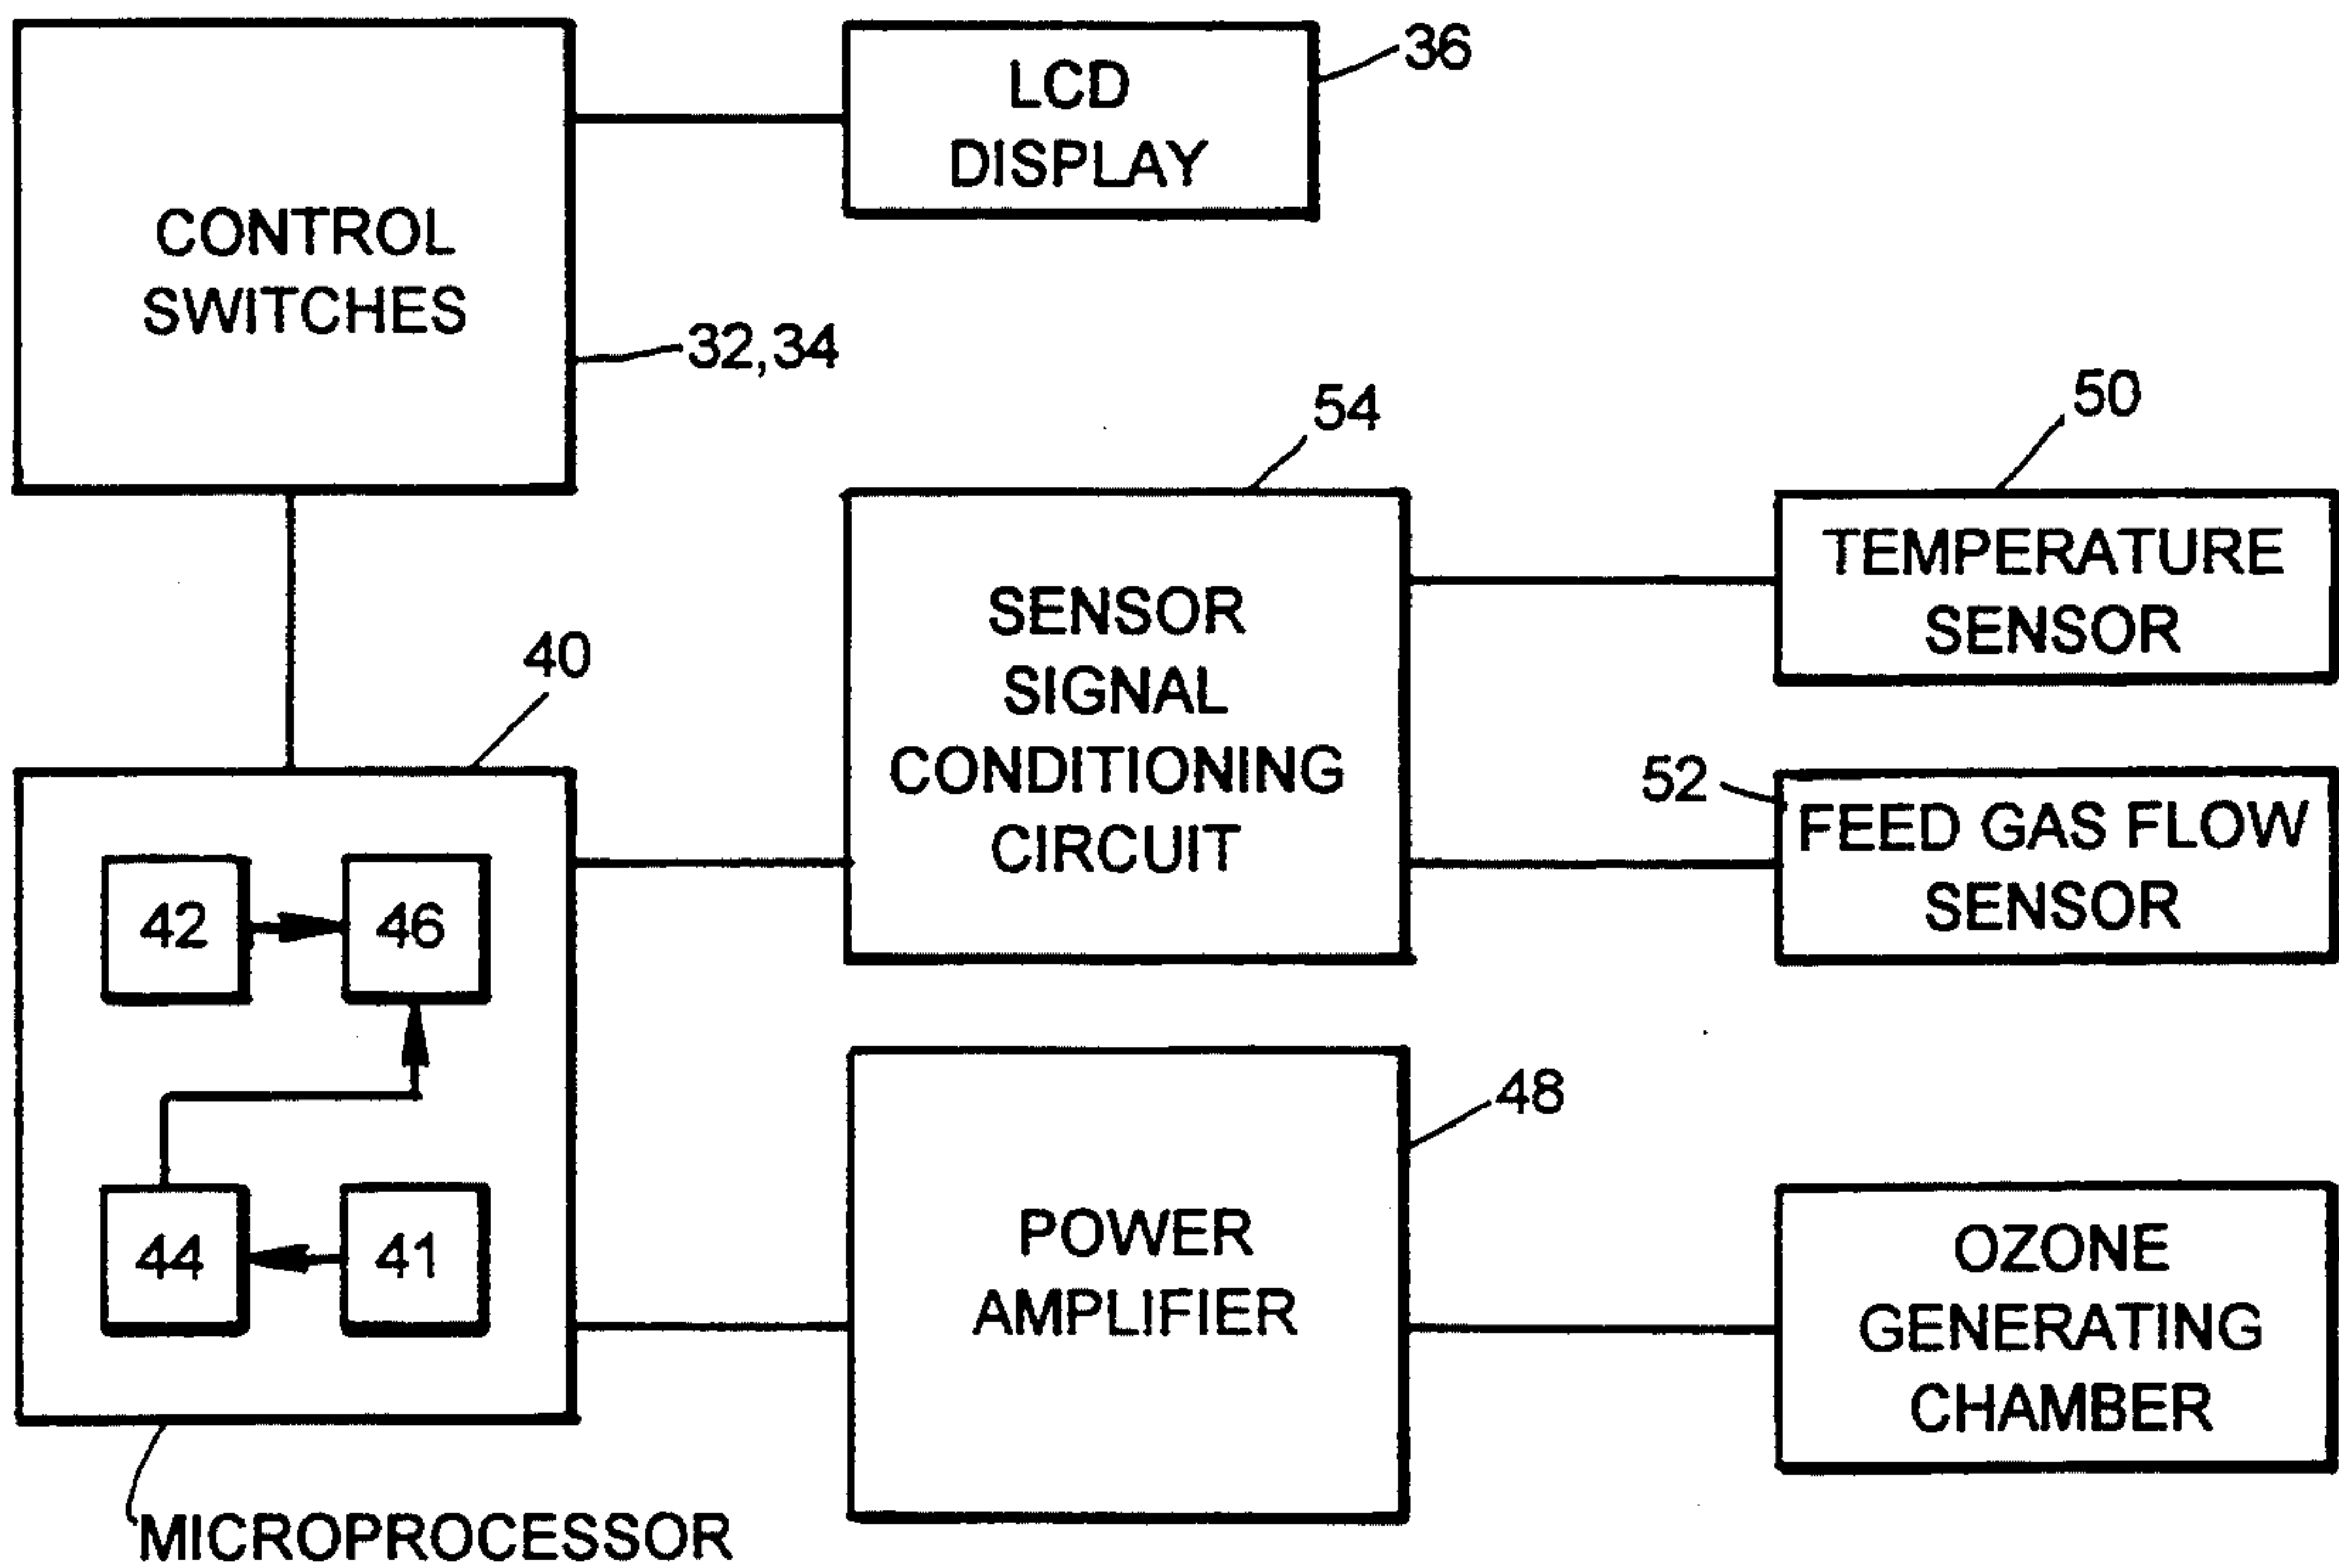 CONTROL
SWITCHES
32,34
LCD
DISPLAY
36
54
SENSOR
SIGNAL
CONDITIONING
CIRCUIT
50
TEMPERATURE
SENSOR
52
FEED GAS FLOW
SENSOR
40
42
46
44
41
MICROPROCESSOR
48
POWER
AMPLIFIER
OZONE
GENERATING
CHAMBER